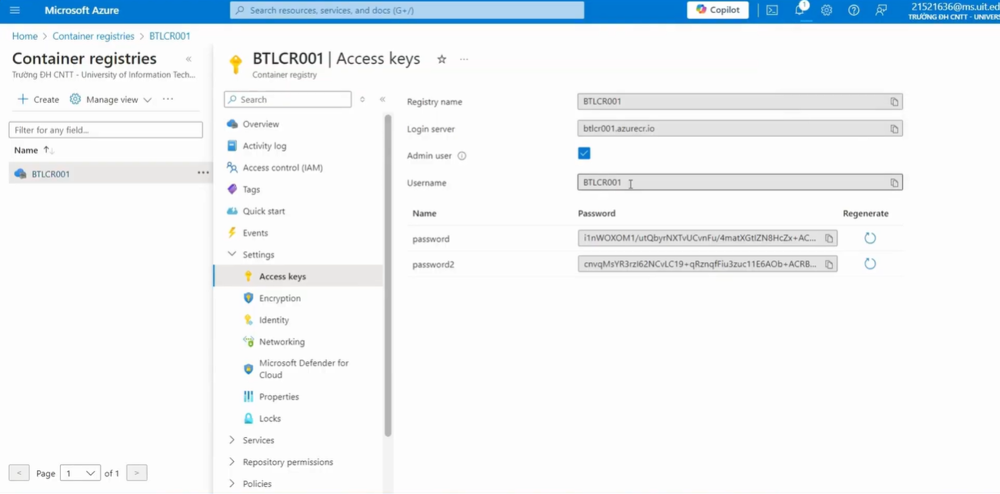 Microsoft Azure
Search resources, services, and docs (G+/)
Copilot
1
21521636@ms.uit.ed
TRƯỜNG ĐH CNTT - UNIVERS
Home > Container registries > BTLCR001
Container registries «
Trường ĐH CNTT - University of Information Tech...
+ Create Manage view ...
Filter for any field...
Name ↑↓
BTLCR001 ...
< Page 1 of 1 >
BTLCR001 | Access keys ☆ ...
Container registry
Search
«
Overview
Activity log
Access control (IAM)
Tags
Quick start
Events
Settings
Access keys
Encryption
Identity
Networking
Microsoft Defender for
Cloud
Properties
Locks
Services
Repository permissions
Policies
Registry name BTLCR001
Login server btlcr001.azurecr.io
Admin user
Username BTLCR001
Name Password Regenerate
password i1nWOXOM1/utQbyrNXTvUCvnFu/4matXGtIZN8HcZx+AC...
password2 cnvqMsYR3rzI62NCvLC19+qRznqfFiu3zuc11E6AOb+ACRB...